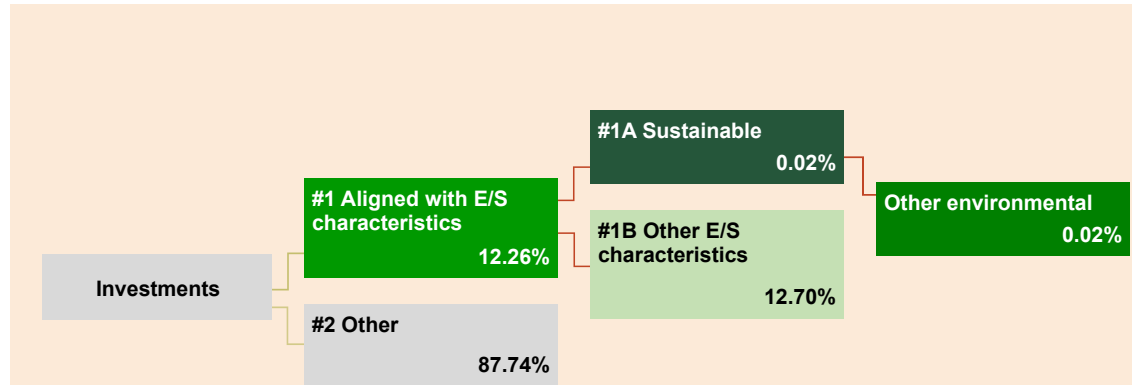 Investments
#1 Aligned with E/S
characteristics
12.26%
#2 Other
87.74%
#1A Sustainable
0.02%
#1B Other E/S
characteristics
12.70%
Other environmental
0.02%